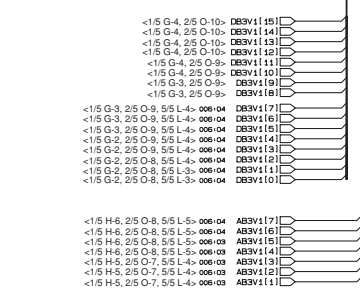 <1/5 G-4, 2/5 O-10> DB3V1[15]
<1/5 G-4, 2/5 O-10> DB3V1[14]
<1/5 G-4, 2/5 O-10> DB3V1[13]
<1/5 G-4, 2/5 O-10> DB3V1[12]
<1/5 G-4, 2/5 O-9> DB3V1[11]
<1/5 G-4, 2/5 O-9> DB3V1[10]
<1/5 G-3, 2/5 O-9> DB3V1[9]
<1/5 G-3, 2/5 O-9> DB3V1[8]
<1/5 G-3, 2/5 O-9, 5/5 L-4> 006-04 DB3V1[7]
<1/5 G-3, 2/5 O-9, 5/5 L-4> 006-04 DB3V1[6]
<1/5 G-3, 2/5 O-9, 5/5 L-4> 006-04 DB3V1[5]
<1/5 G-2, 2/5 O-9, 5/5 L-4> 006-04 DB3V1[4]
<1/5 G-2, 2/5 O-9, 5/5 L-4> 006-04 DB3V1[3]
<1/5 G-2, 2/5 O-8, 5/5 L-4> 006-04 DB3V1[2]
<1/5 G-2, 2/5 O-8, 5/5 L-3> 006-04 DB3V1[1]
<1/5 G-2, 2/5 O-8, 5/5 L-3> 006-04 DB3V1[0]
<1/5 H-6, 2/5 O-8, 5/5 L-5> 006-04 AB3V1[7]
<1/5 H-6, 2/5 O-8, 5/5 L-5> 006-04 AB3V1[6]
<1/5 H-6, 2/5 O-8, 5/5 L-5> 006-03 AB3V1[5]
<1/5 H-6, 2/5 O-8, 5/5 L-5> 006-03 AB3V1[4]
<1/5 H-5, 2/5 O-7, 5/5 L-4> 006-03 AB3V1[3]
<1/5 H-5, 2/5 O-7, 5/5 L-4> 006-03 AB3V1[2]
<1/5 H-5, 2/5 O-7, 5/5 L-4> 006-03 AB3V1[1]